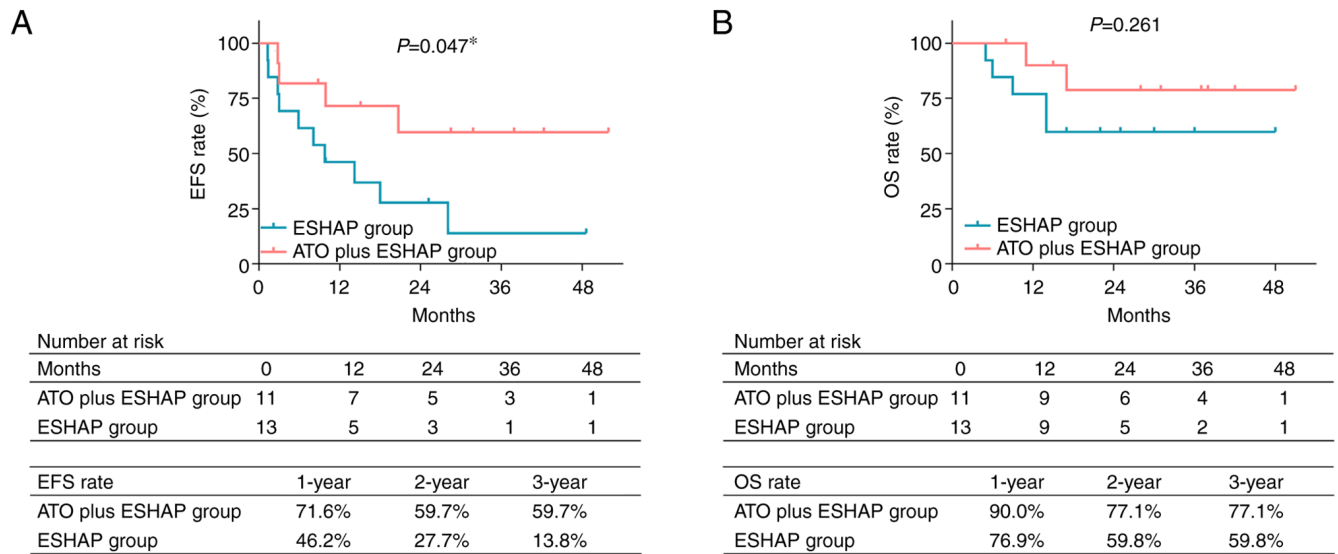 A
P=0.047*
EFS rate (%)
100
75
50
25
0
ESHAP group
ATO plus ESHAP group
0 12 24 36 48
Months
Number at risk
Months 0 12 24 36 48
ATO plus ESHAP group 11 7 5 3 1
ESHAP group 13 5 3 1 1
EFS rate 1-year 2-year 3-year
ATO plus ESHAP group 71.6% 59.7% 59.7%
ESHAP group 46.2% 27.7% 13.8%
B
P=0.261
OS rate (%)
100
75
50
25
0
ESHAP group
ATO plus ESHAP group
0 12 24 36 48
Months
Number at risk
Months 0 12 24 36 48
ATO plus ESHAP group 11 9 6 4 1
ESHAP group 13 9 5 2 1
OS rate 1-year 2-year 3-year
ATO plus ESHAP group 90.0% 77.1% 77.1%
ESHAP group 76.9% 59.8% 59.8%